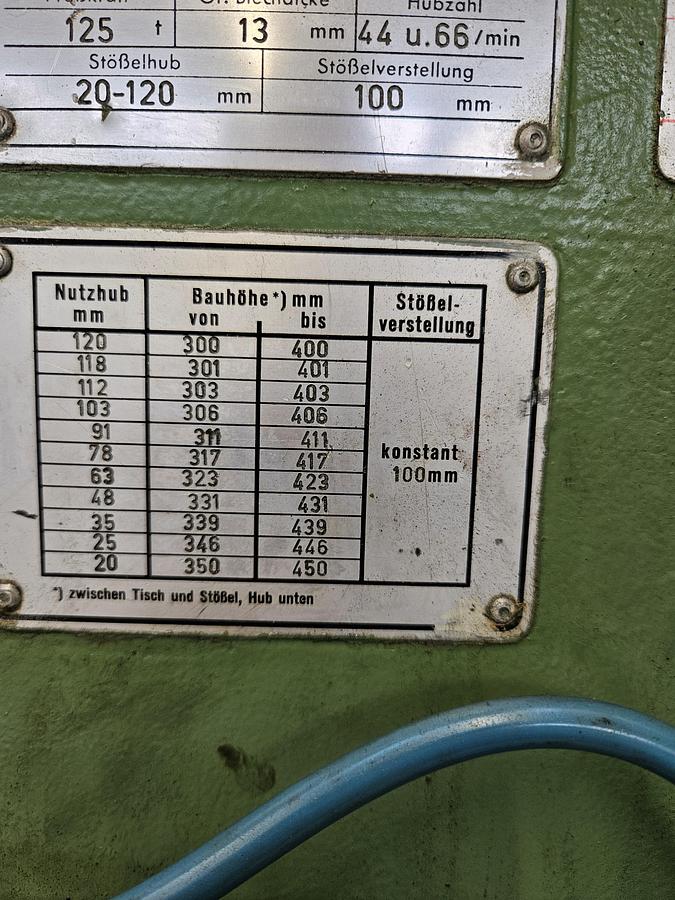 125 t 13 mm 44 u.66/min
Stößelhub Stößelverstellung
20-120 mm 100 mm
Nutzhub mm Bauhöhe*) mm von bis Stößel-verstellung
120 300 400
118 301 401
112 303 403
103 306 406
91 311 411
78 317 417
63 323 423
48 331 431
35 339 439
25 346 446
20 350 450
konstant
100mm
*) zwischen Tisch und Stößel, Hub unten